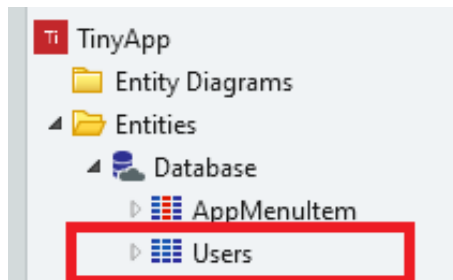 Ti TinyApp
Entity Diagrams
Entities
Database
AppMenuItem
Users